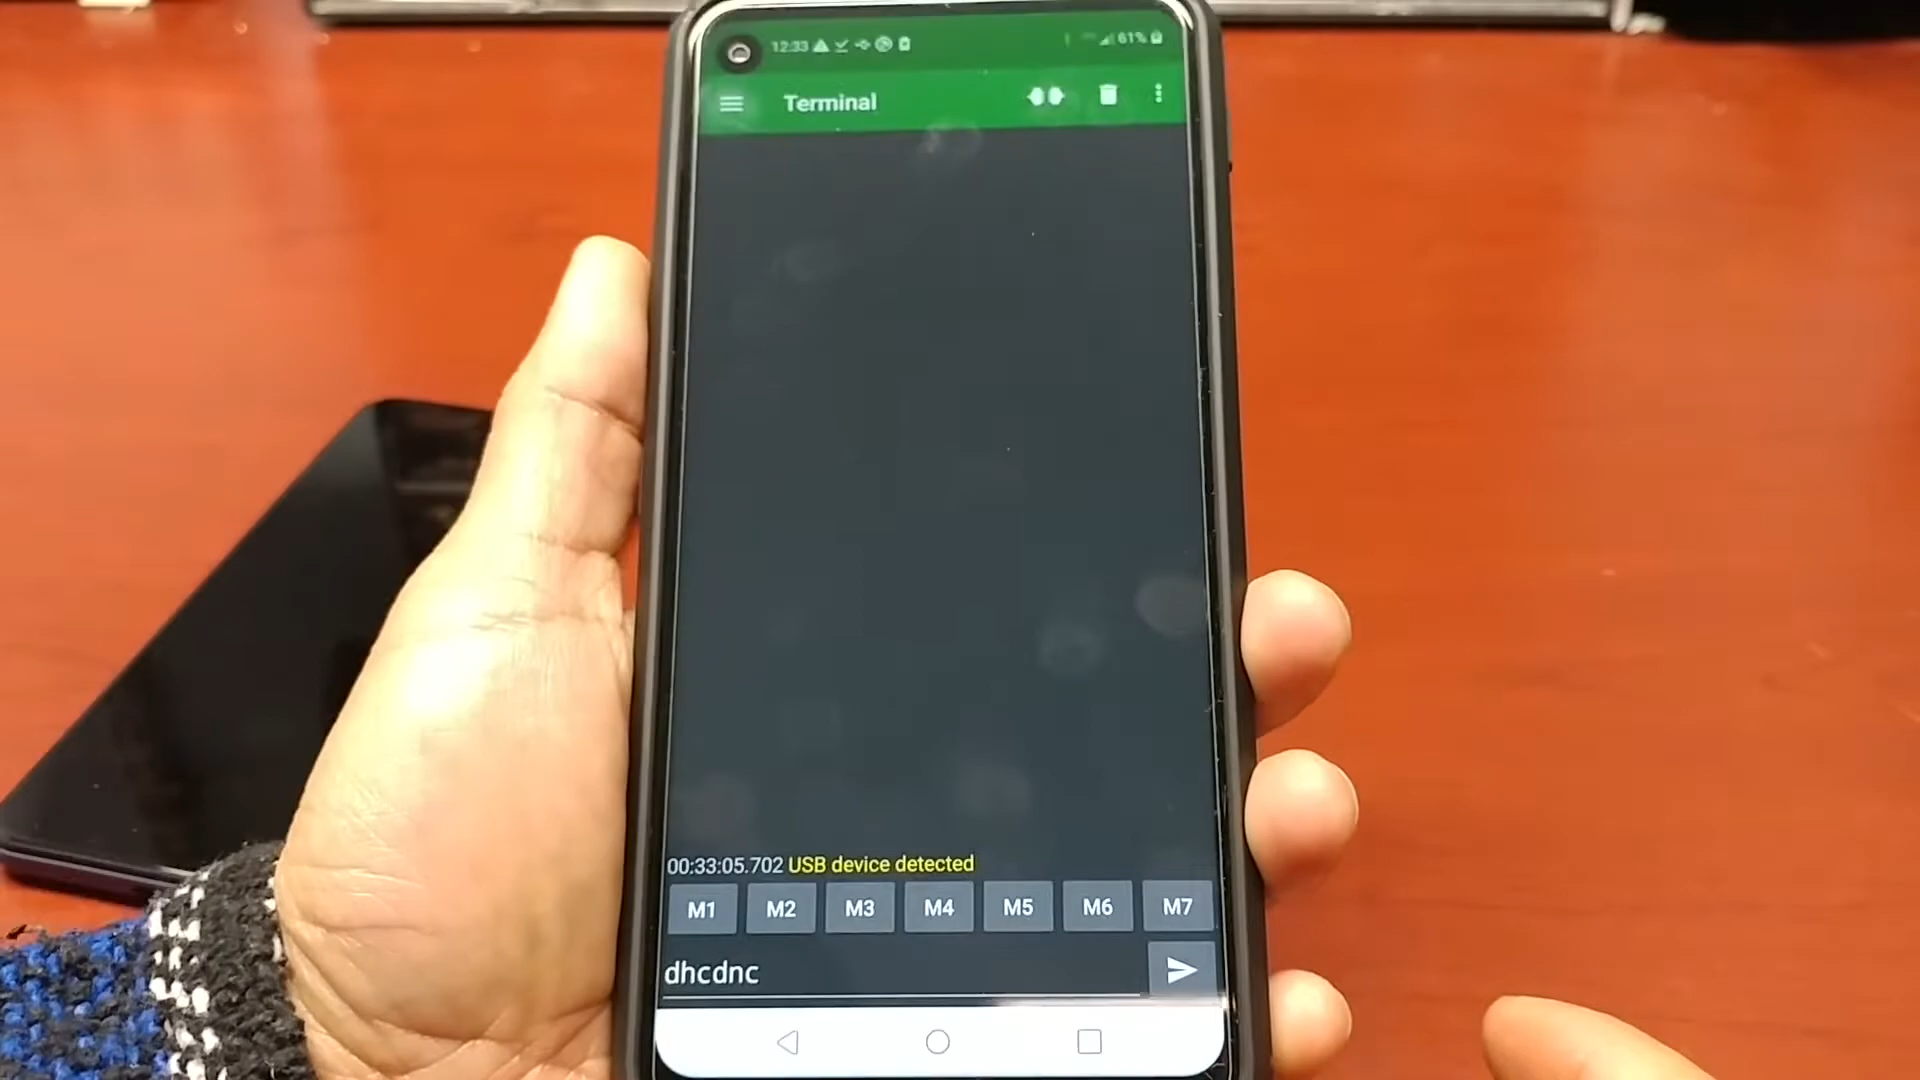 12:33 61%
Terminal
00:33:05.702 USB device detected
M1 M2 M3 M4 M5 M6 M7
dhcdnc